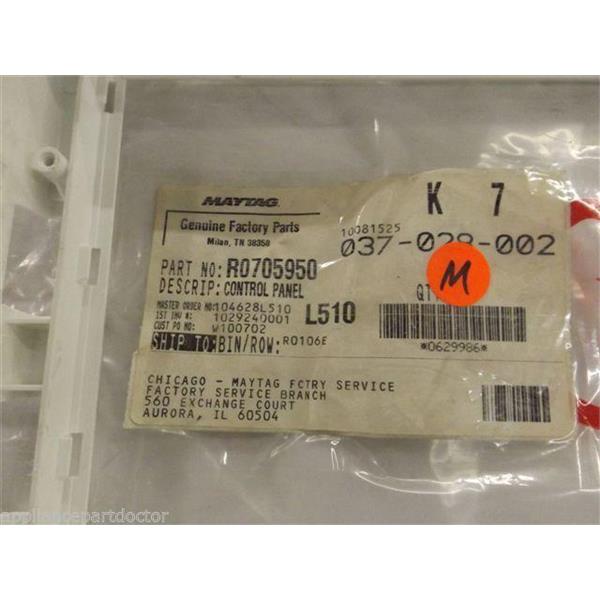 K 7
MAYTAG
Genuine Factory Parts
Milan, TN 38358
10081525
037-029-002
PART NO: R0705950
DESCRIP: CONTROL PANEL
M
MASTER ORDER NO: 104628L510
L510
1ST INV #: 1029240001
CUST PO NO: W100702
SHIP TO: BIN/ROW: R0106E
*0629986*
CHICAGO - MAYTAG FCTRY SERVICE
FACTORY SERVICE BRANCH
560 EXCHANGE COURT
AURORA, IL 60504
appliancepartdoctor